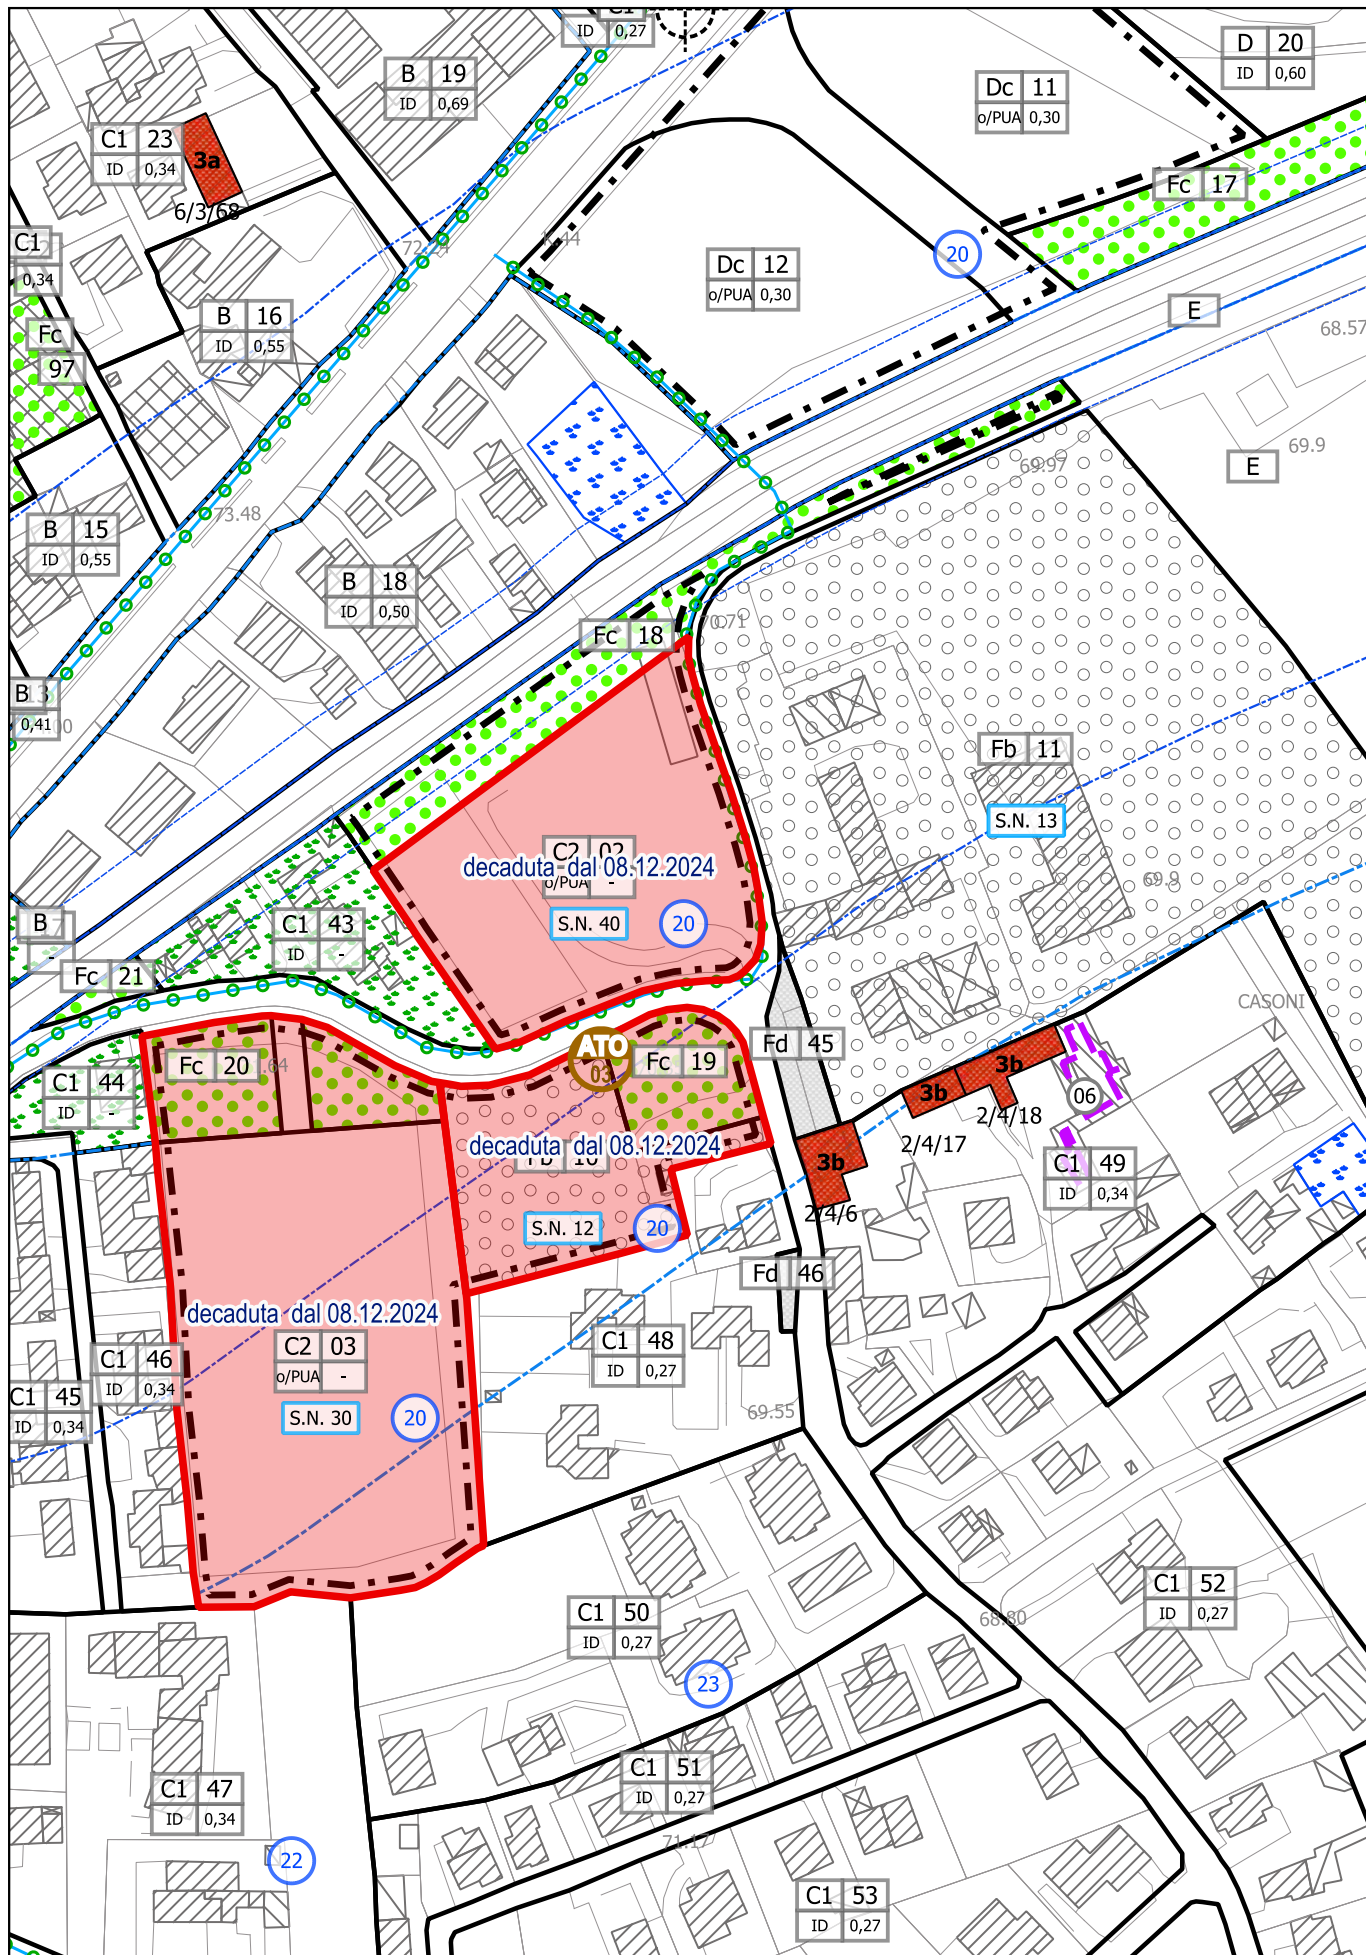 C1
ID 0,27
B 19
ID 0,69
D 20
ID 0,60
Dc 11
o/PUA 0,30
C1 23
ID 0,34
3a
6/3/68
Fc 17
C1
0,34
Dc 12
o/PUA 0,30
20
E
68.57
B 16
ID 0,55
Fc
97
69.9
E
69.97
73.48
B 15
ID 0,55
B 18
ID 0,50
Fc 18
B
0,41
Fb 11
S.N. 13
C2 02
decaduta dal 08.12.2024
o/PUA -
S.N. 40
20
69.9
C1 43
ID -
B
-
Fc 21
CASONI
Fd 45
ATO
03
Fc 19
Fc 20
C1 44
ID -
3b
3b
2/4/18
2/4/17
06
decaduta dal 08.12.2024
3b
2/4/6
C1 49
ID 0,34
S.N. 12
20
Fd 46
decaduta dal 08.12.2024
C2 03
o/PUA -
S.N. 30
20
C1 46
ID 0,34
C1 45
ID 0,34
C1 48
ID 0,27
69.55
C1 50
ID 0,27
C1 52
ID 0,27
68.80
23
C1 51
ID 0,27
C1 47
ID 0,34
71.17
22
C1 53
ID 0,27